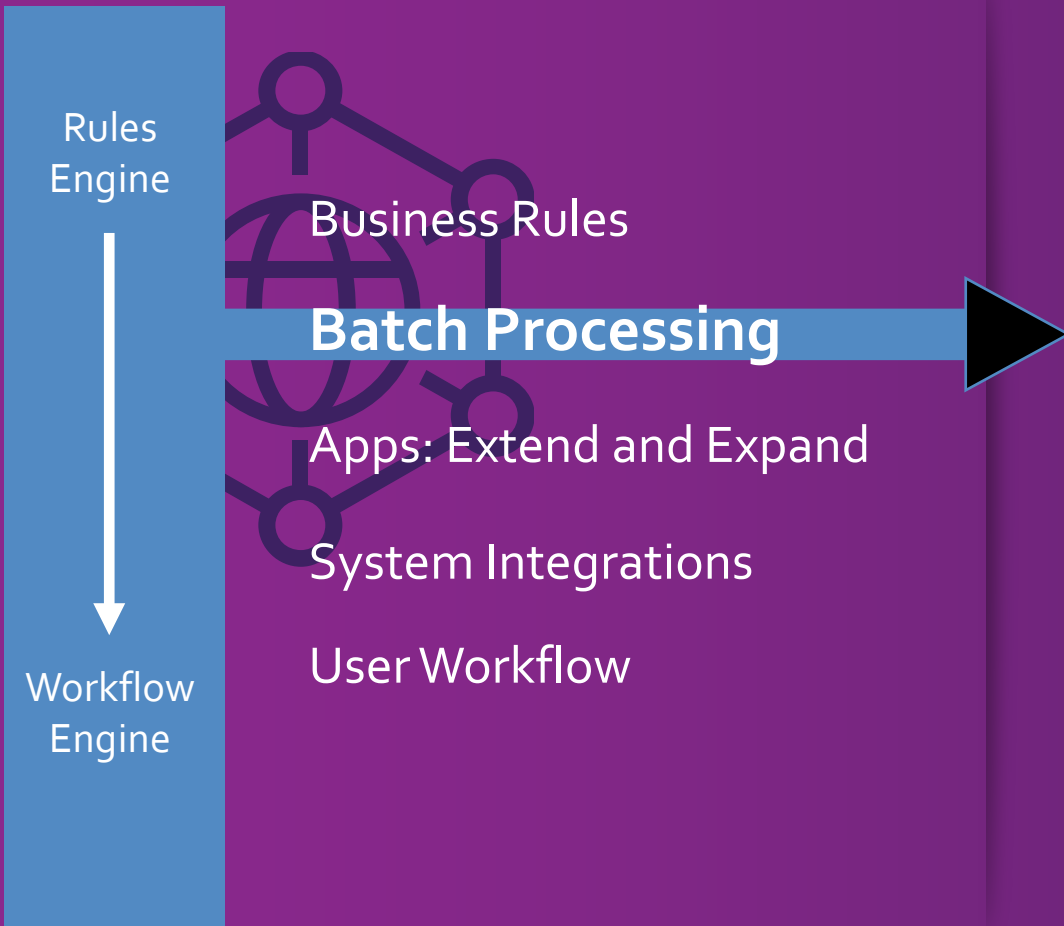 Rules
Engine
Workflow
Engine
Business Rules
Batch Processing
Apps: Extend and Expand
System Integrations
User Workflow